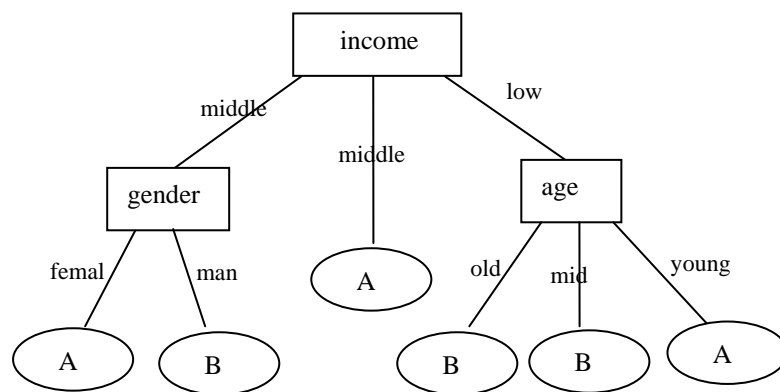 income
middle
low
middle
gender
age
femal
man
A
old
mid
young
A
B
B
B
A